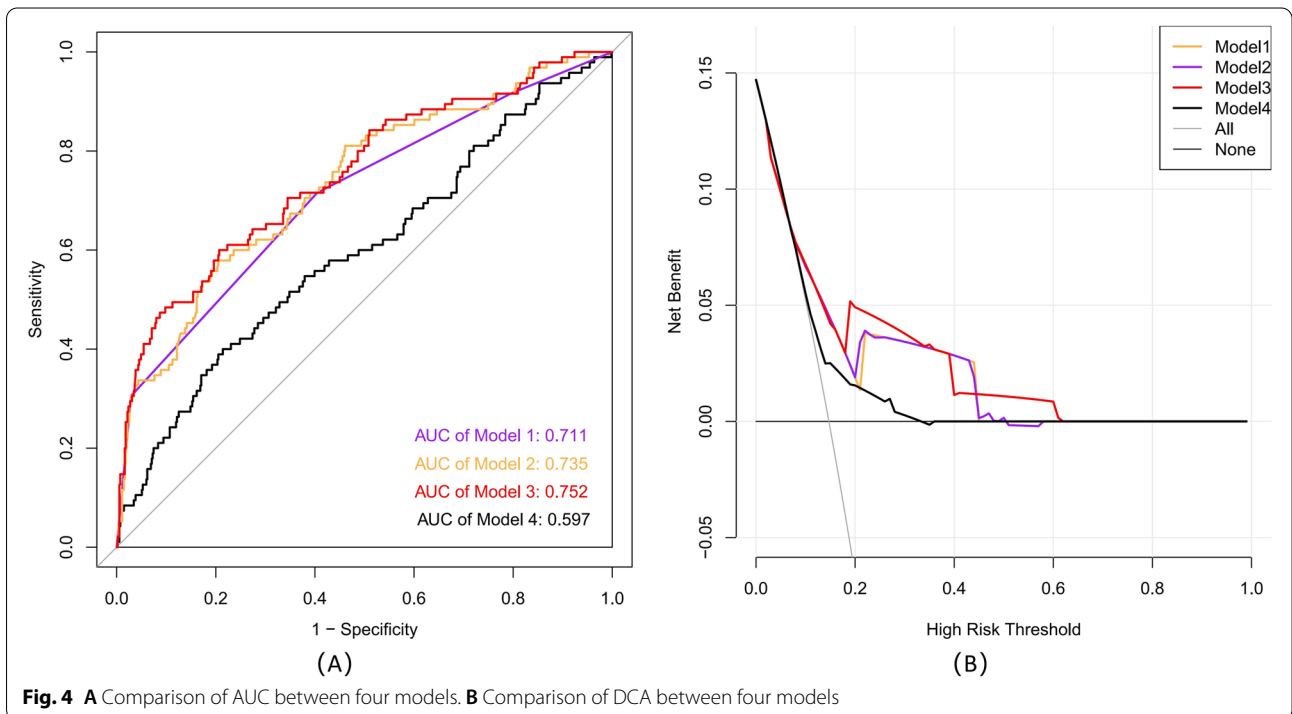 1.0
0.8
0.6
0.4
0.2
0.0
Sensitivity
AUC of Model 1: 0.711
AUC of Model 2: 0.735
AUC of Model 3: 0.752
AUC of Model 4: 0.597
0.0 0.2 0.4 0.6 0.8 1.0
1 − Specificity
(A)
Model1
Model2
Model3
Model4
All
None
0.15
0.10
0.05
0.00
−0.05
Net Benefit
0.0 0.2 0.4 0.6 0.8 1.0
High Risk Threshold
(B)
Fig. 4 A Comparison of AUC between four models. B Comparison of DCA between four models